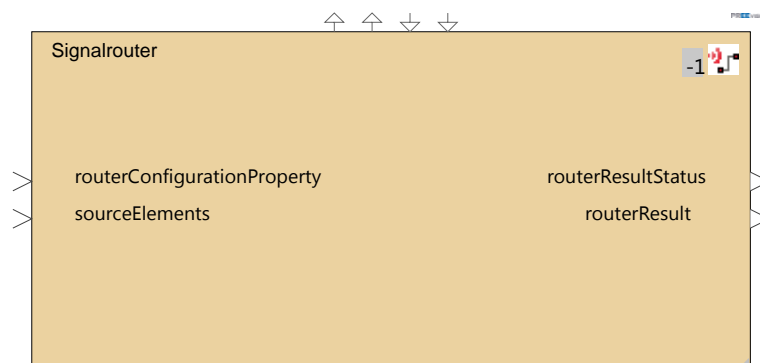 Signalrouter
-1
routerConfigurationProperty
routerResultStatus
sourceElements
routerResult